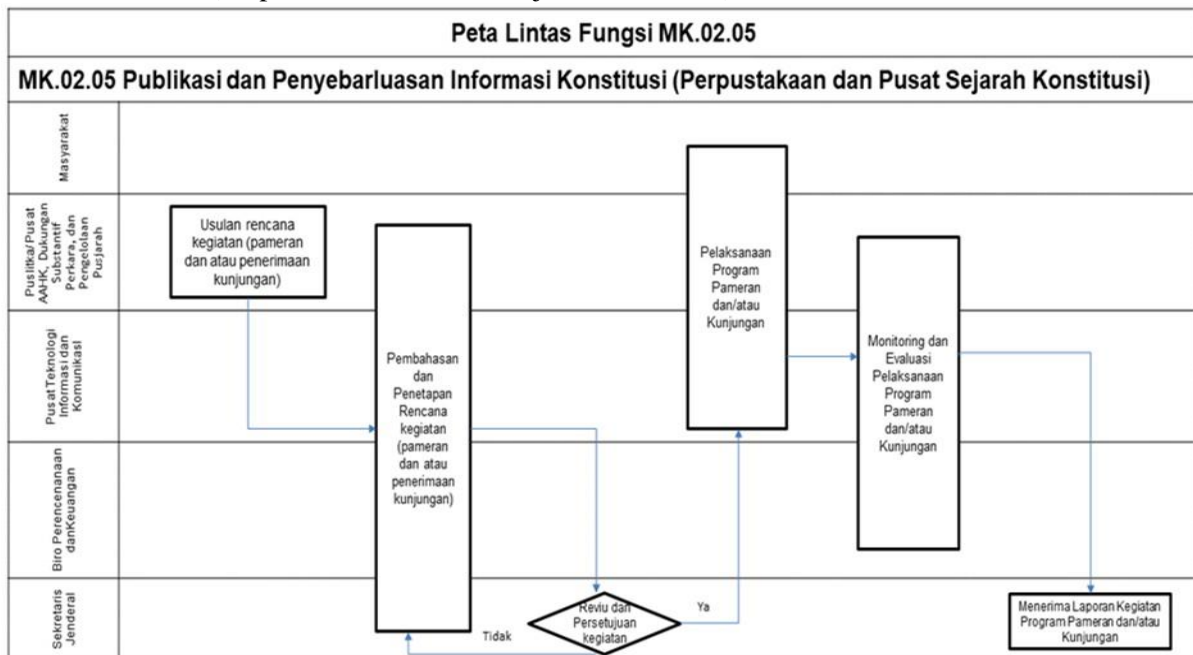 Peta Lintas Fungsi MK.02.05
MK.02.05 Publikasi dan Penyebarluasan Informasi Konstitusi (Perpustakaan dan Pusat Sejarah Konstitusi)
Masyarakat
Puslitka/Pusat
AAHK, Dukungan
Substantif
Perkara, dan
Pengelolaan
Pusjarah
Usulan rencana
kegiatan (pameran
dan atau penerimaan
kunjungan)
Pusat Teknologi
Informasi dan
Komunikasi
Biro Perencenanaan
danKeuangan
Sekretaris
Jenderal
Pembahasan
dan
Penetapan
Rencana
kegiatan
(pameran
dan atau
penerimaan
kunjungan)
Reviu dan
Persetujuan
kegiatan
Tidak
Ya
Pelaksanaan
Program
Pameran
dan/atau
Kunjungan
Monitoring dan
Evaluasi
Pelaksanaan
Program
Pameran
dan/atau
Kunjungan
Menerima Laporan Kegiatan
Program Pameran dan/atau
Kunjungan